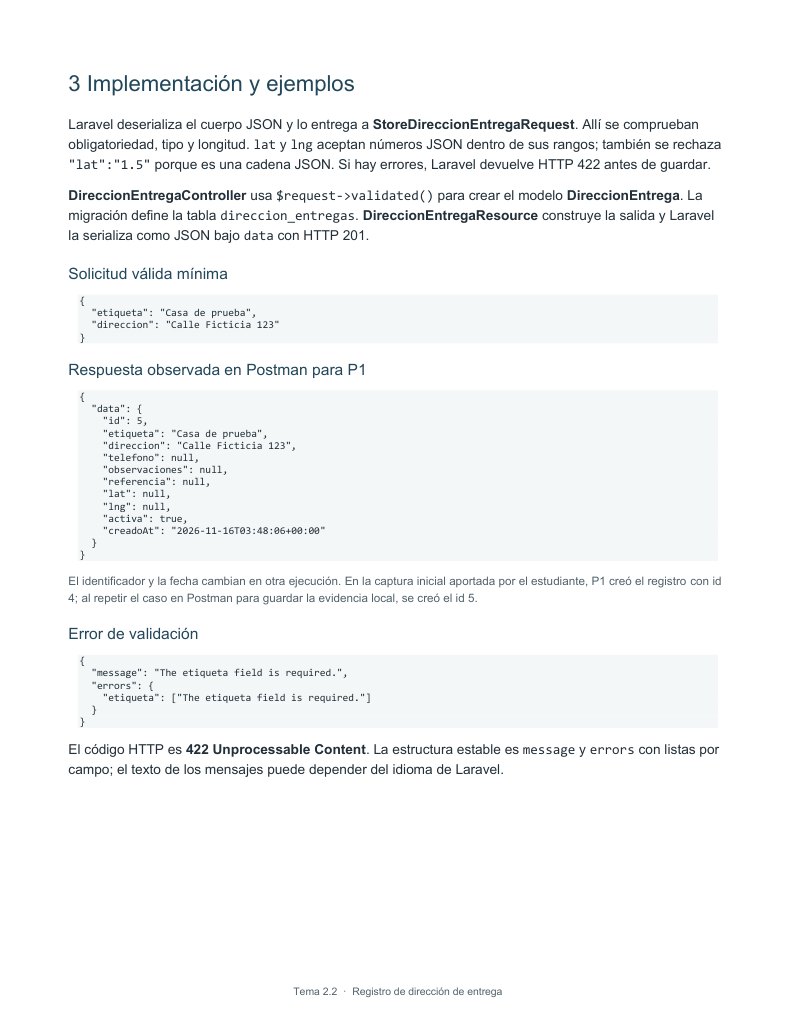 3 Implementación y ejemplos
Laravel deserializa el cuerpo JSON y lo entrega a StoreDireccionEntregaRequest. Allí se comprueban
obligatoriedad, tipo y longitud. lat y lng aceptan números JSON dentro de sus rangos; también se rechaza
"lat":"1.5" porque es una cadena JSON. Si hay errores, Laravel devuelve HTTP 422 antes de guardar.
DireccionEntregaController usa $request->validated() para crear el modelo DireccionEntrega. La
migración define la tabla direccion_entregas. DireccionEntregaResource construye la salida y Laravel
la serializa como JSON bajo data con HTTP 201.
Solicitud válida mínima
{
  "etiqueta": "Casa de prueba",
  "direccion": "Calle Ficticia 123"
}
Respuesta observada en Postman para P1
{
  "data": {
    "id": 5,
    "etiqueta": "Casa de prueba",
    "direccion": "Calle Ficticia 123",
    "telefono": null,
    "observaciones": null,
    "referencia": null,
    "lat": null,
    "lng": null,
    "activa": true,
    "creadoAt": "2026-11-16T03:48:06+00:00"
  }
}
El identificador y la fecha cambian en otra ejecución. En la captura inicial aportada por el estudiante, P1 creó el registro con id
4; al repetir el caso en Postman para guardar la evidencia local, se creó el id 5.
Error de validación
{
  "message": "The etiqueta field is required.",
  "errors": {
    "etiqueta": ["The etiqueta field is required."]
  }
}
El código HTTP es 422 Unprocessable Content. La estructura estable es message y errors con listas por
campo; el texto de los mensajes puede depender del idioma de Laravel.
Tema 2.2 · Registro de dirección de entrega